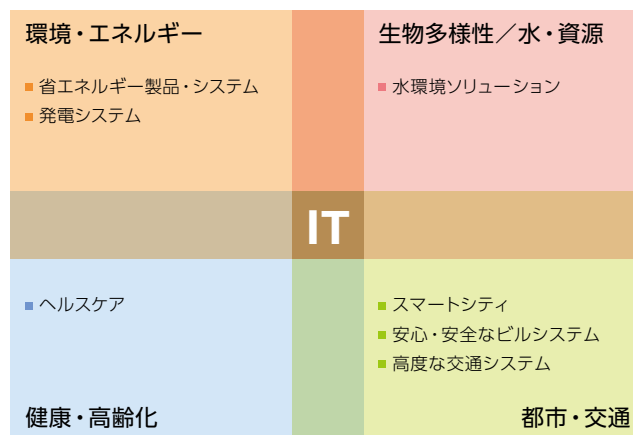 環境・エネルギー
省エネルギー製品・システム
発電システム
生物多様性／水・資源
水環境ソリューション
IT
ヘルスケア
健康・高齢化
スマートシティ
安心・安全なビルシステム
高度な交通システム
都市・交通